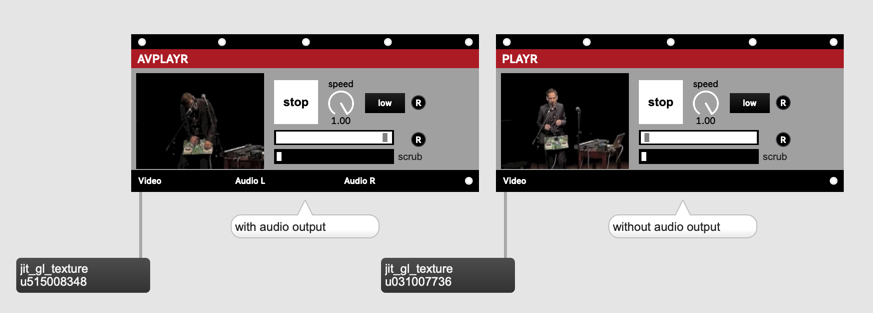 AVPLAYR
stop
speed
1.00
low
R
R
scrub
Video Audio L Audio R
with audio output
jit_gl_texture
u515008348
PLAYR
stop
speed
1.00
low
R
R
scrub
Video
without audio output
jit_gl_texture
u031007736